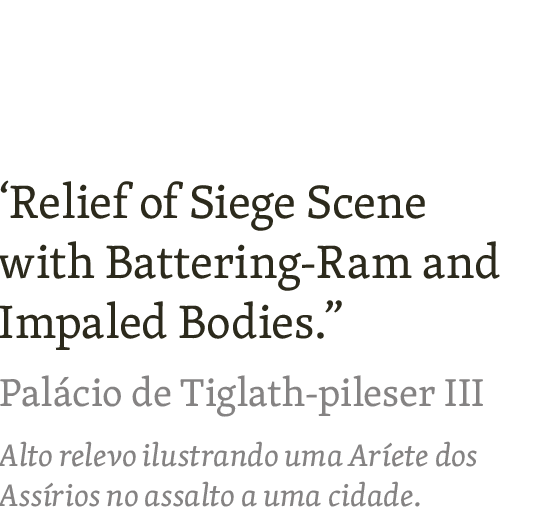 ‘Relief of Siege Scene
with Battering-Ram and
Impaled Bodies.”
Palácio de Tiglath-pileser III
Alto relevo ilustrando uma Aríete dos
Assírios no assalto a uma cidade.